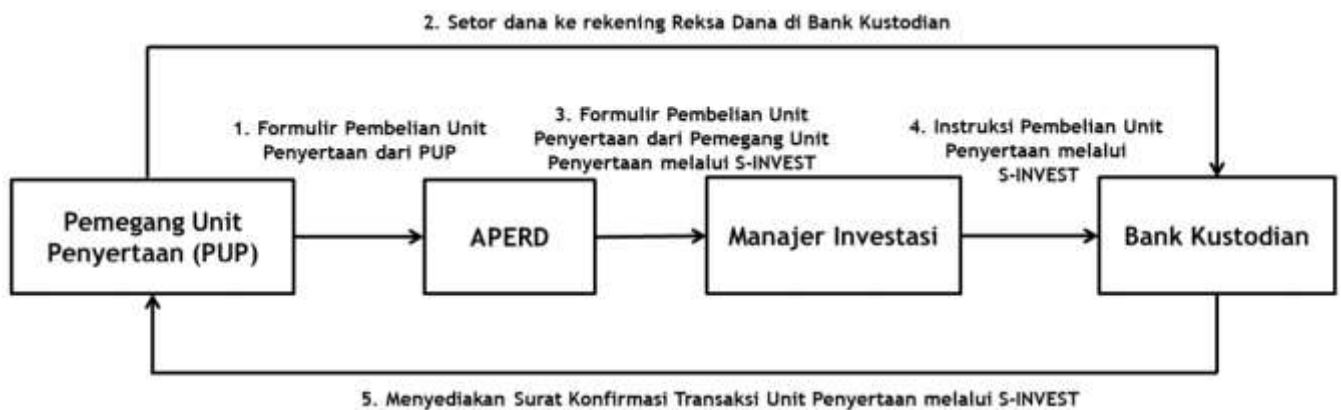 2. Setor dana ke rekening Reksa Dana di Bank Kustodian
1. Formulir Pembelian Unit
Penyertaan dari PUP
3. Formulir Pembelian Unit
Penyertaan dari Pemegang Unit
Penyertaan melalui S-INVEST
4. Instruksi Pembelian Unit
Penyertaan melalui
S-INVEST
Pemegang Unit
Penyertaan (PUP)
APERD
Manajer Investasi
Bank Kustodian
5. Menyediakan Surat Konfirmasi Transaksi Unit Penyertaan melalui S-INVEST